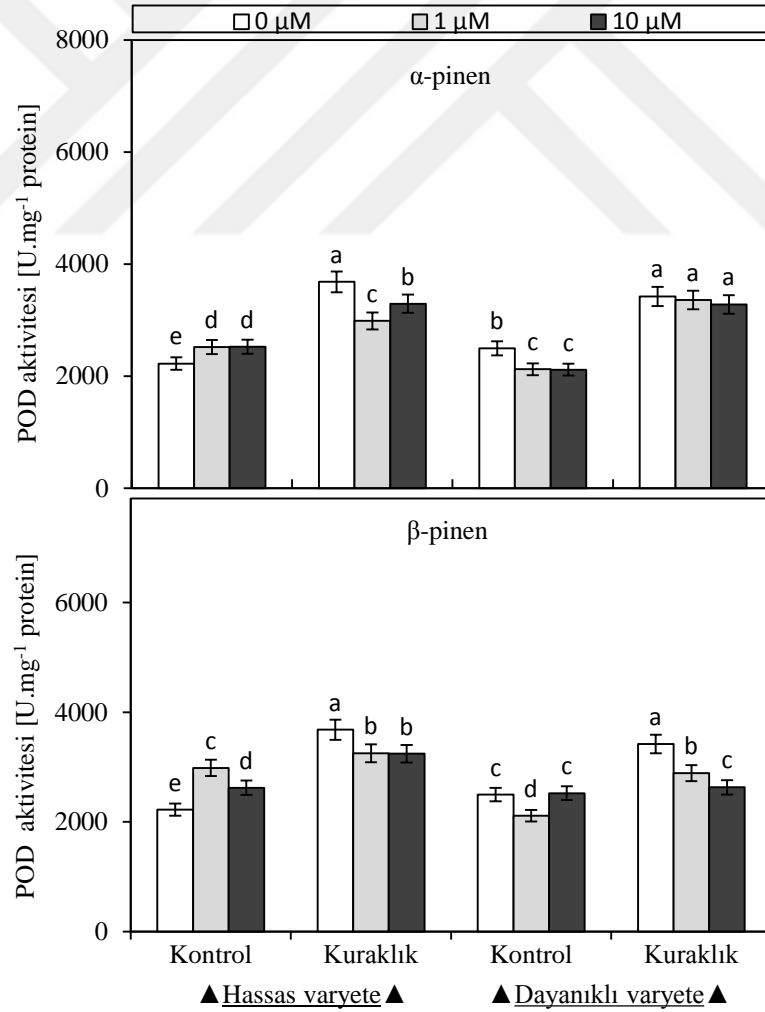 0 µM 1 µM 10 µM
α-pinen
POD aktivitesi [U.mg-1 protein]
8000
6000
4000
2000
0
e d d a c b b c c a a a
β-pinen
POD aktivitesi [U.mg-1 protein]
6000
4000
2000
0
e c d a b b c d c a b c
Kontrol Kuraklık Kontrol Kuraklık
▲Hassas varyete▲ ▲Dayanıklı varyete▲